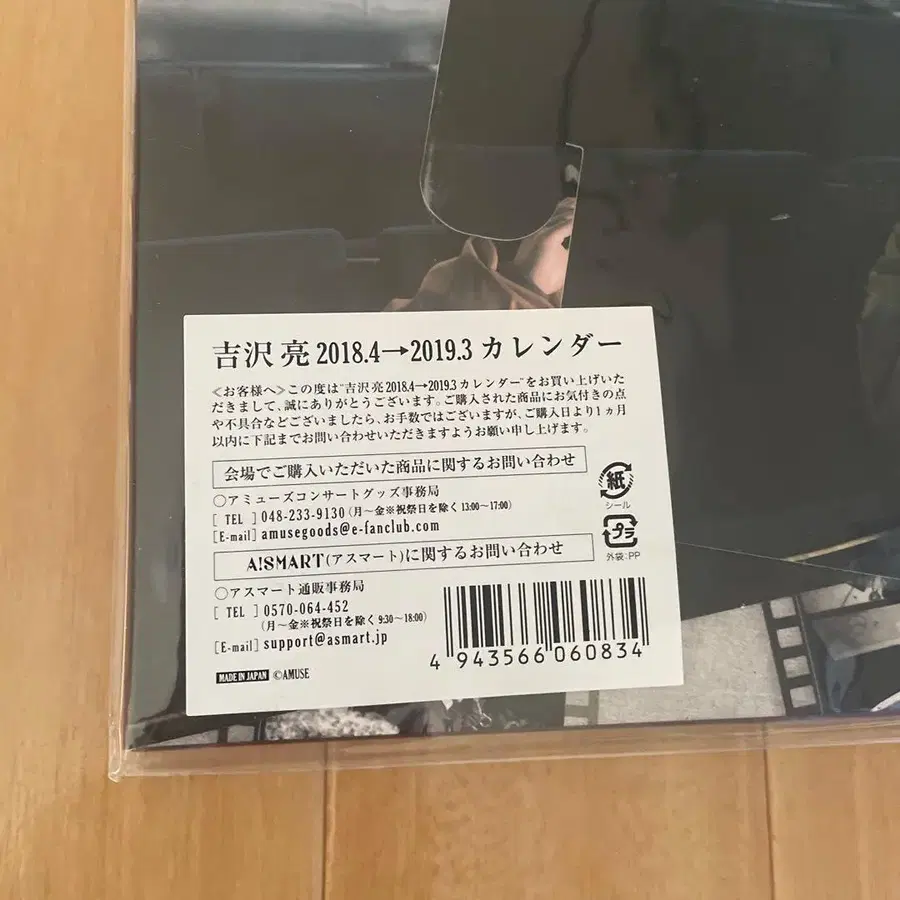 吉沢 亮 2018.4→2019.3 カレンダー
≪お客様へ≫この度は“吉沢 亮 2018.4→2019.3 カレンダー”をお買い上げいた
だきまして、誠にありがとうございます。ご購入された商品にお気付きの点
や不具合などございましたら、お手数ではございますが、ご購入日より1ヵ月
以内に下記までお問い合わせいただきますようお願い申し上げます。
会場でご購入いただいた商品に関するお問い合わせ
○アミューズコンサートグッズ事務局
[ TEL ] 048-233-9130 (月~金※祝祭日を除く 13:00~17:00)
[E-mail] amusegoods@e-fanclub.com
A!SMART(アスマート)に関するお問い合わせ
○アスマート通販事務局
[ TEL ] 0570-064-452
(月~金※祝祭日を除く 9:30~18:00)
[E-mail] support@asmart.jp
MADE IN JAPAN ©AMUSE
紙
シール
プラ
外袋:PP
4 943566 060834